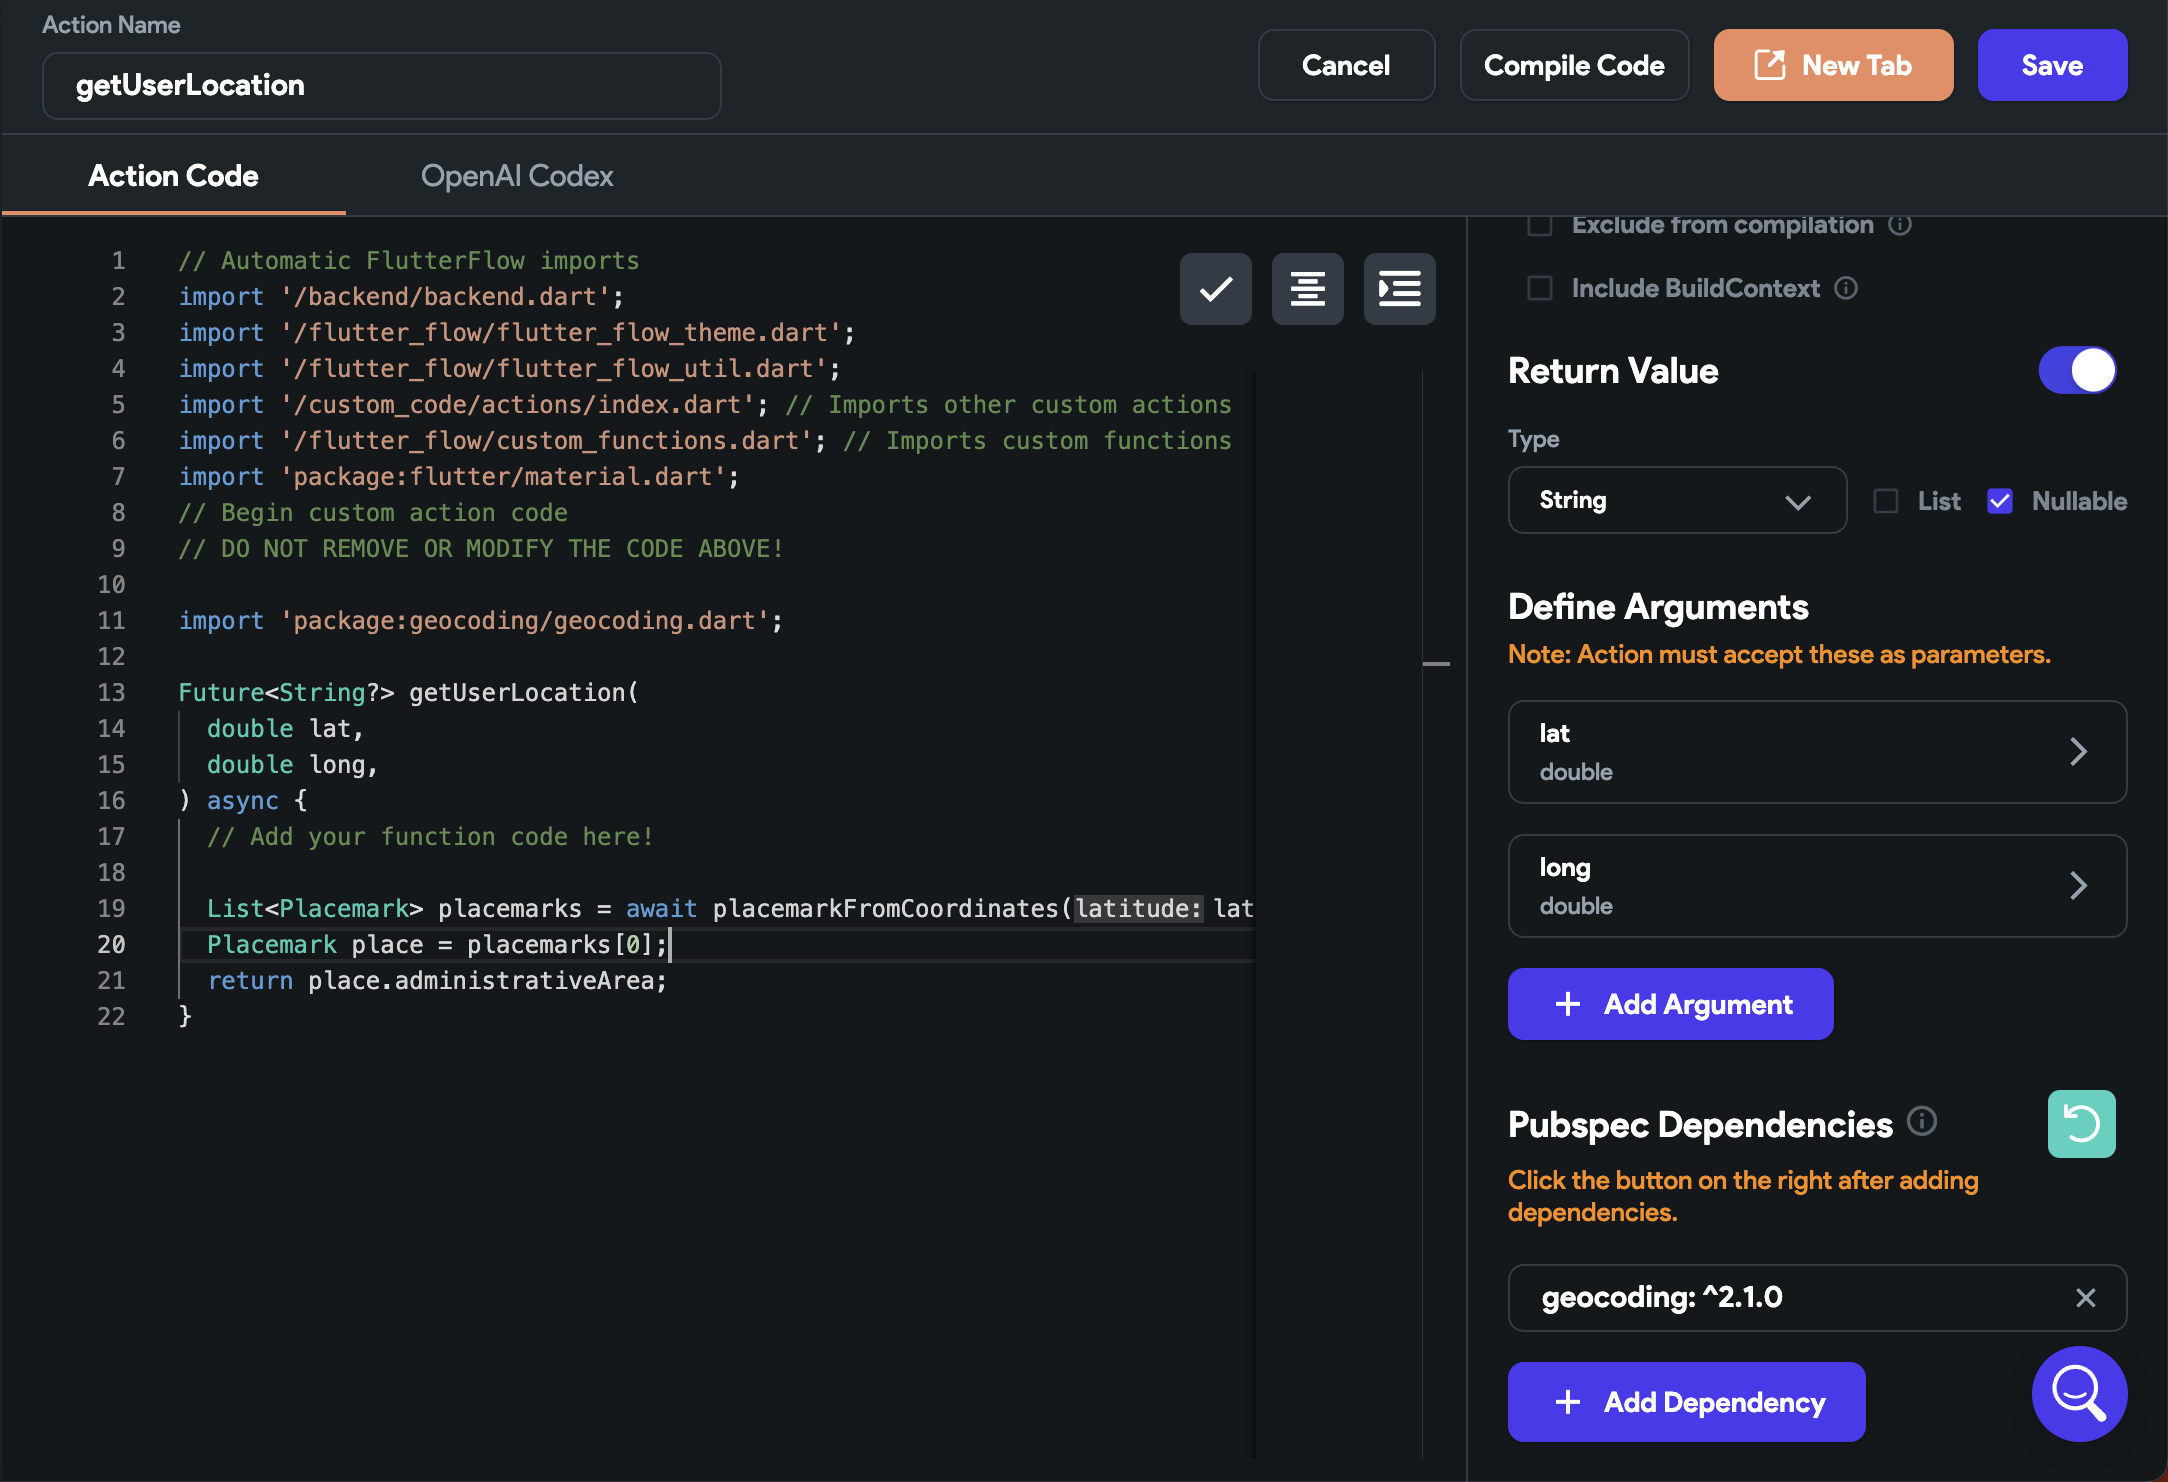 Action Name
getUserLocation
Cancel
Compile Code
New Tab
Save
Action Code
OpenAI Codex
1 // Automatic FlutterFlow imports
2 import '/backend/backend.dart';
3 import '/flutter_flow/flutter_flow_theme.dart';
4 import '/flutter_flow/flutter_flow_util.dart';
5 import '/custom_code/actions/index.dart'; // Imports other custom actions
6 import '/flutter_flow/custom_functions.dart'; // Imports custom functions
7 import 'package:flutter/material.dart';
8 // Begin custom action code
9 // DO NOT REMOVE OR MODIFY THE CODE ABOVE!
10
11 import 'package:geocoding/geocoding.dart';
12
13 Future<String?> getUserLocation(
14 double lat,
15 double long,
16 ) async {
17 // Add your function code here!
18
19 List<Placemark> placemarks = await placemarkFromCoordinates(latitude: lat
20 Placemark place = placemarks[0];
21 return place.administrativeArea;
22 }
Exclude from compilation
Include BuildContext
Return Value
Type
String
List
Nullable
Define Arguments
Note: Action must accept these as parameters.
lat
double
long
double
+ Add Argument
Pubspec Dependencies
Click the button on the right after adding
dependencies.
geocoding: ^2.1.0
+ Add Dependency